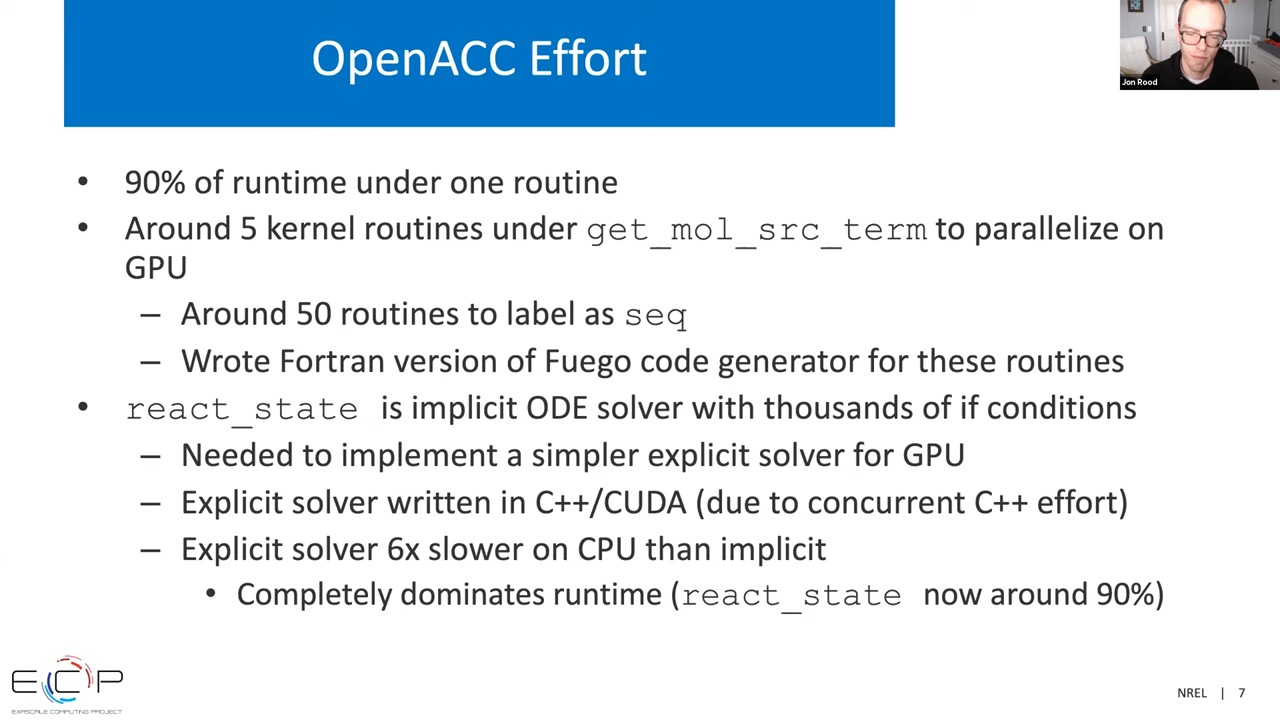 OpenACC Effort
Jon Rood
• 90% of runtime under one routine
• Around 5 kernel routines under get_mol_src_term to parallelize on
GPU
– Around 50 routines to label as seq
– Wrote Fortran version of Fuego code generator for these routines
• react_state is implicit ODE solver with thousands of if conditions
– Needed to implement a simpler explicit solver for GPU
– Explicit solver written in C++/CUDA (due to concurrent C++ effort)
– Explicit solver 6x slower on CPU than implicit
• Completely dominates runtime (react_state now around 90%)
ECP
EXASCALE COMPUTING PROJECT
NREL | 7